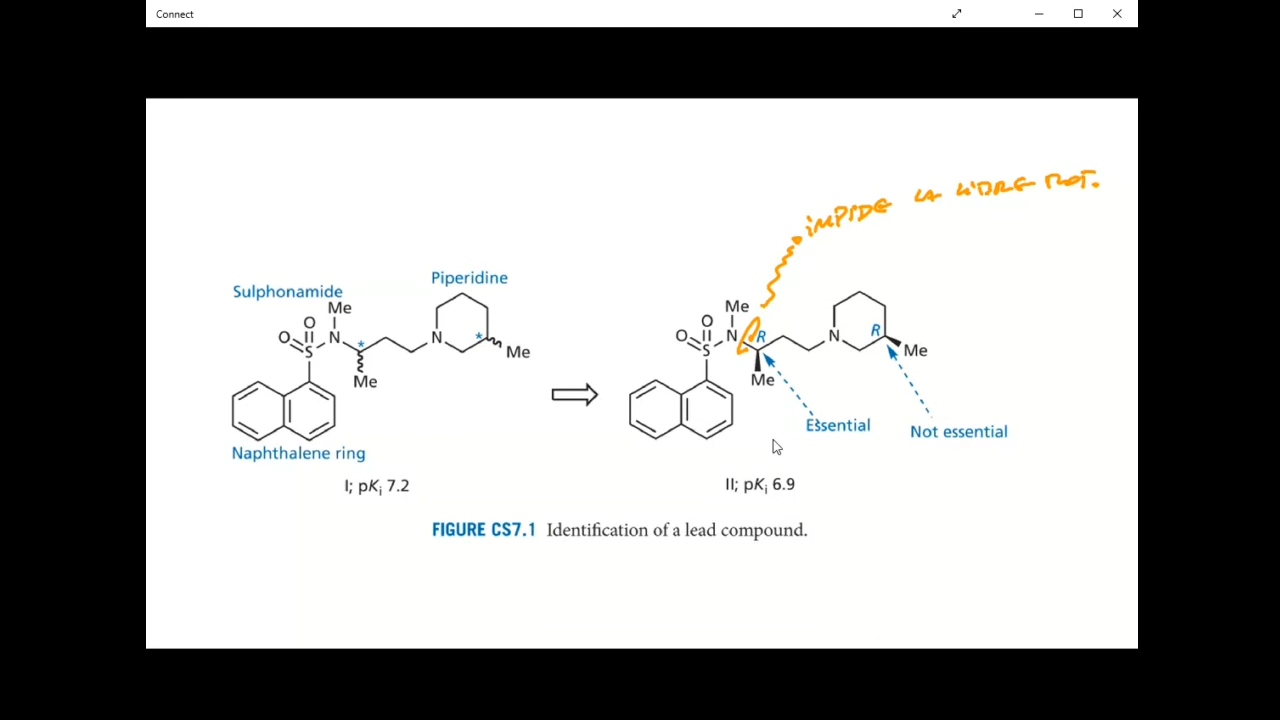 Connect
iMPIDE LA LIBRE ROT.
Sulphonamide
Piperidine
Me
O
O
S
N
*
*
N
Me
Me
Naphthalene ring
I; pKi 7.2
Me
O
O
S
N
R
N
R
Me
Me
Essential
Not essential
II; pKi 6.9
FIGURE CS7.1 Identification of a lead compound.